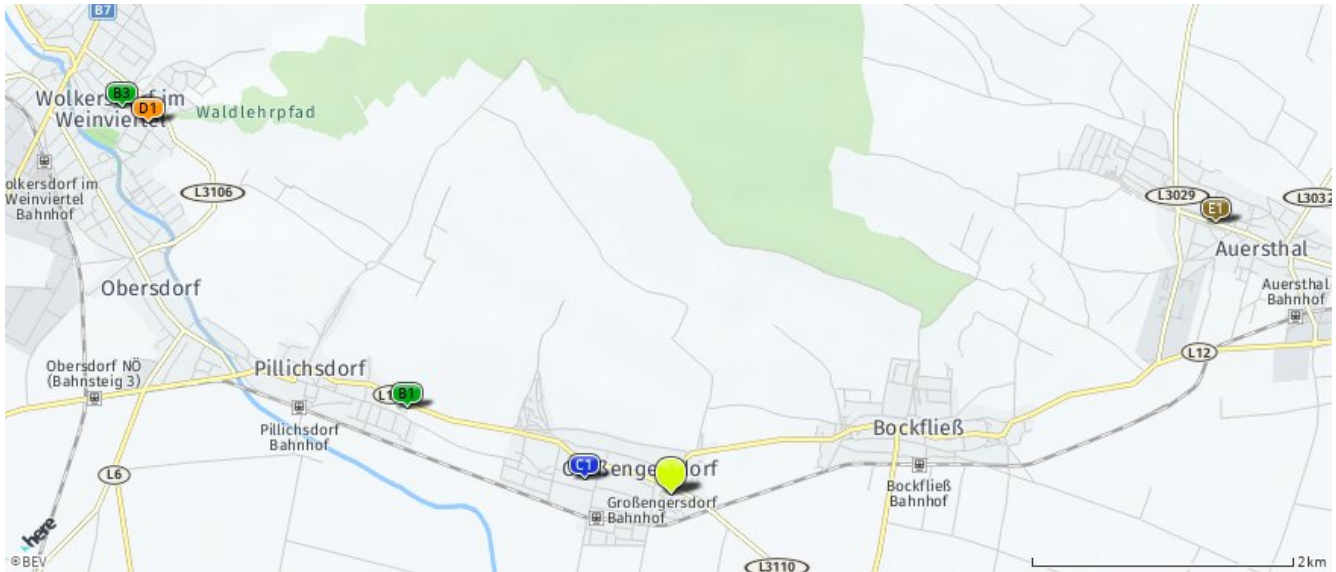 B7
B3
D1
Wolkersdorf im
Weinviertel
Waldlehrpfad
olkersdorf im
Weinviertel
Bahnhof
L3106
L3029
L3032
E1
Auersthal
Auersthal
Bahnhof
Obersdorf
L12
Obersdorf NÖ
(Bahnsteig 3)
Pillichsdorf
B1
Pillichsdorf
Bahnhof
Bockfließ
L6
C1
Großengersdorf
Großengersdorf
Bahnhof
Bockfließ
Bahnhof
here
©BEV
L3110
2km